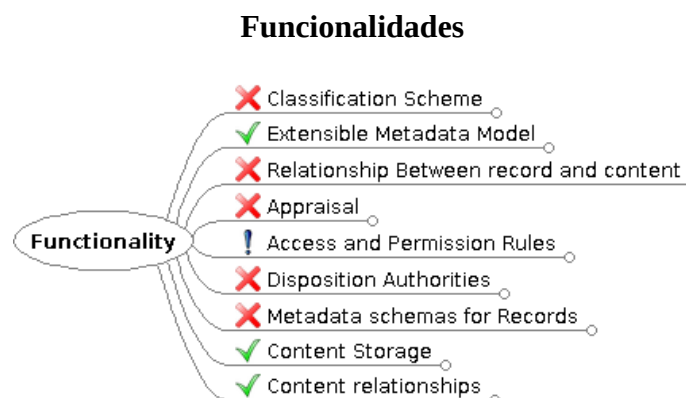 Funcionalidades
Classification Scheme
Extensible Metadata Model
Relationship Between record and content
Appraisal
Functionality
Access and Permission Rules
Disposition Authorities
Metadata schemas for Records
Content Storage
Content relationships